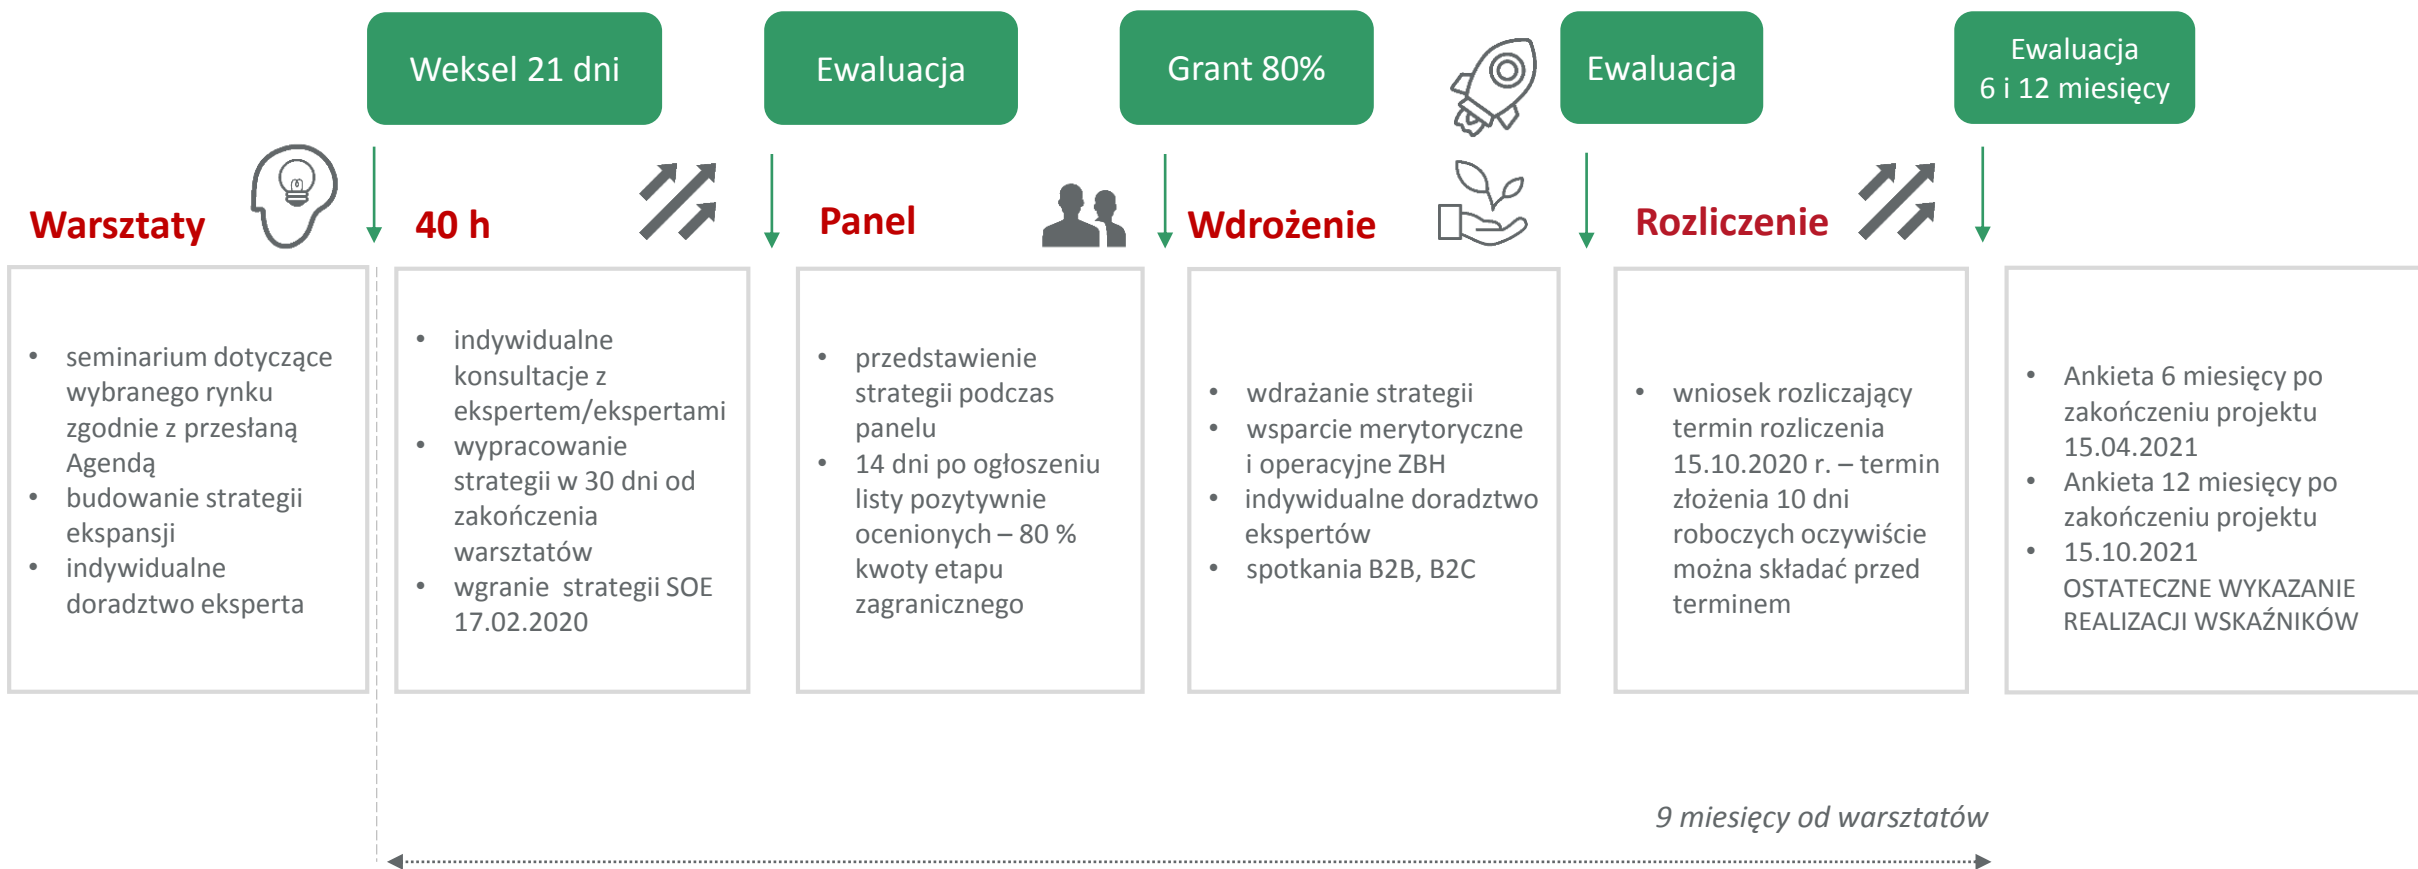 Weksel 21 dni
Ewaluacja
Grant 80%
Ewaluacja
Ewaluacja
6 i 12 miesięcy
Warsztaty
40 h
Panel
Wdrożenie
Rozliczenie
• seminarium dotyczące
wybranego rynku
zgodnie z przesłaną
Agendą
• budowanie strategii
ekspansji
• indywidualne
doradztwo eksperta
• indywidualne
konsultacje z
ekspertem/ekspertami
• wypracowanie
strategii w 30 dni od
zakończenia
warsztatów
• wgranie strategii SOE
17.02.2020
• przedstawienie
strategii podczas
panelu
• 14 dni po ogłoszeniu
listy pozytywnie
ocenionych – 80 %
kwoty etapu
zagranicznego
• wdrażanie strategii
• wsparcie merytoryczne
i operacyjne ZBH
• indywidualne doradztwo
ekspertów
• spotkania B2B, B2C
• wniosek rozliczający
termin rozliczenia
15.10.2020 r. – termin
złożenia 10 dni
roboczych oczywiście
można składać przed
terminem
• Ankieta 6 miesięcy po
zakończeniu projektu
15.04.2021
• Ankieta 12 miesięcy po
zakończeniu projektu
• 15.10.2021
OSTATECZNE WYKAZANIE
REALIZACJI WSKAŹNIKÓW
9 miesięcy od warsztatów